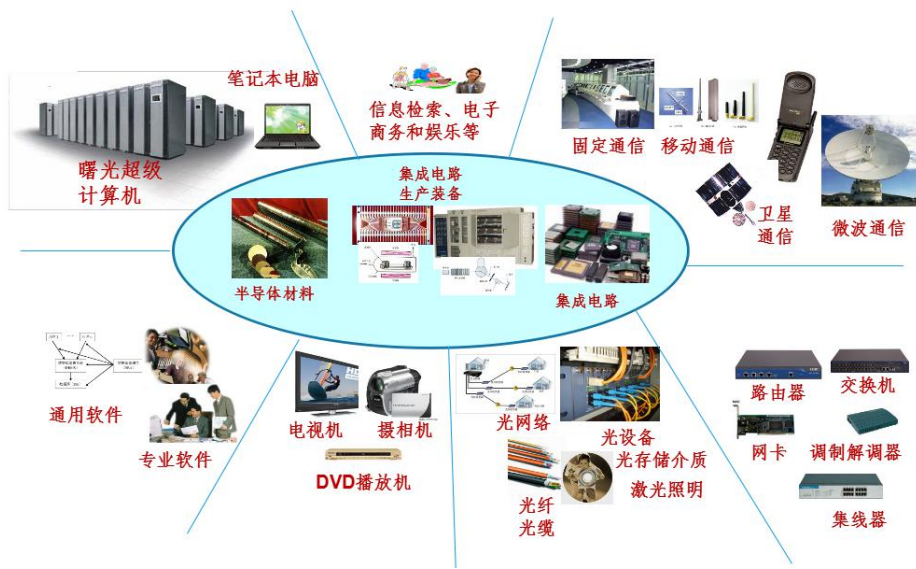 笔记本电脑
曙光超级
计算机
信息检索、电子
商务和娱乐等
固定通信
移动通信
卫星
通信
微波通信
集成电路
生产装备
半导体材料
集成电路
通用软件
专业软件
电视机
摄相机
DVD播放机
光网络
光设备
光存储介质
激光照明
光纤
光缆
路由器
交换机
网卡
调制解调器
集线器